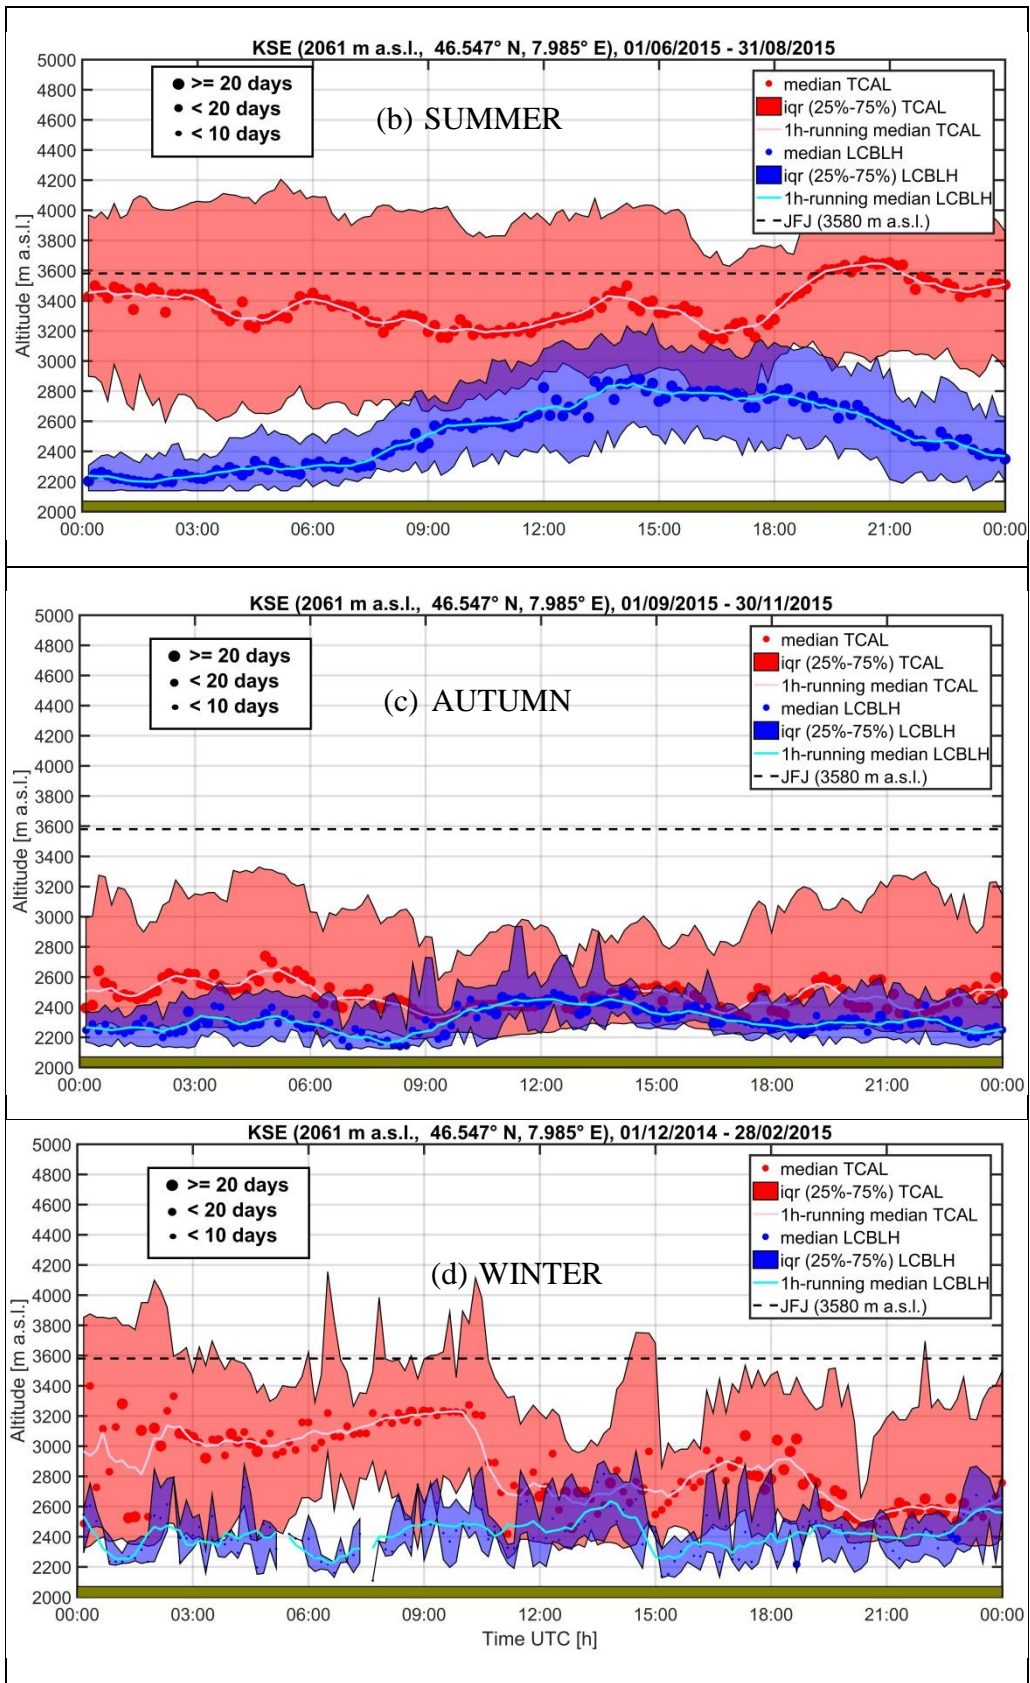 KSE (2061 m a.s.l., 46.547° N, 7.985° E), 01/06/2015 - 31/08/2015
5000
4800
4600
4400
4200
4000
3800
3600
3400
3200
3000
2800
2600
2400
2200
2000
Altitude [m a.s.l.]
>= 20 days
< 20 days
< 10 days
(b) SUMMER
median TCAL
iqr (25%-75%) TCAL
1h-running median TCAL
median LCBLH
iqr (25%-75%) LCBLH
1h-running median LCBLH
JFJ (3580 m a.s.l.)
00:00 03:00 06:00 09:00 12:00 15:00 18:00 21:00 00:00
KSE (2061 m a.s.l., 46.547° N, 7.985° E), 01/09/2015 - 30/11/2015
5000
4800
4600
4400
4200
4000
3800
3600
3400
3200
3000
2800
2600
2400
2200
2000
Altitude [m a.s.l.]
>= 20 days
< 20 days
< 10 days
(c) AUTUMN
median TCAL
iqr (25%-75%) TCAL
1h-running median TCAL
median LCBLH
iqr (25%-75%) LCBLH
1h-running median LCBLH
JFJ (3580 m a.s.l.)
00:00 03:00 06:00 09:00 12:00 15:00 18:00 21:00 00:00
KSE (2061 m a.s.l., 46.547° N, 7.985° E), 01/12/2014 - 28/02/2015
5000
4800
4600
4400
4200
4000
3800
3600
3400
3200
3000
2800
2600
2400
2200
2000
Altitude [m a.s.l.]
>= 20 days
< 20 days
< 10 days
(d) WINTER
median TCAL
iqr (25%-75%) TCAL
1h-running median TCAL
median LCBLH
iqr (25%-75%) LCBLH
1h-running median LCBLH
JFJ (3580 m a.s.l.)
00:00 03:00 06:00 09:00 12:00 15:00 18:00 21:00 00:00
Time UTC [h]